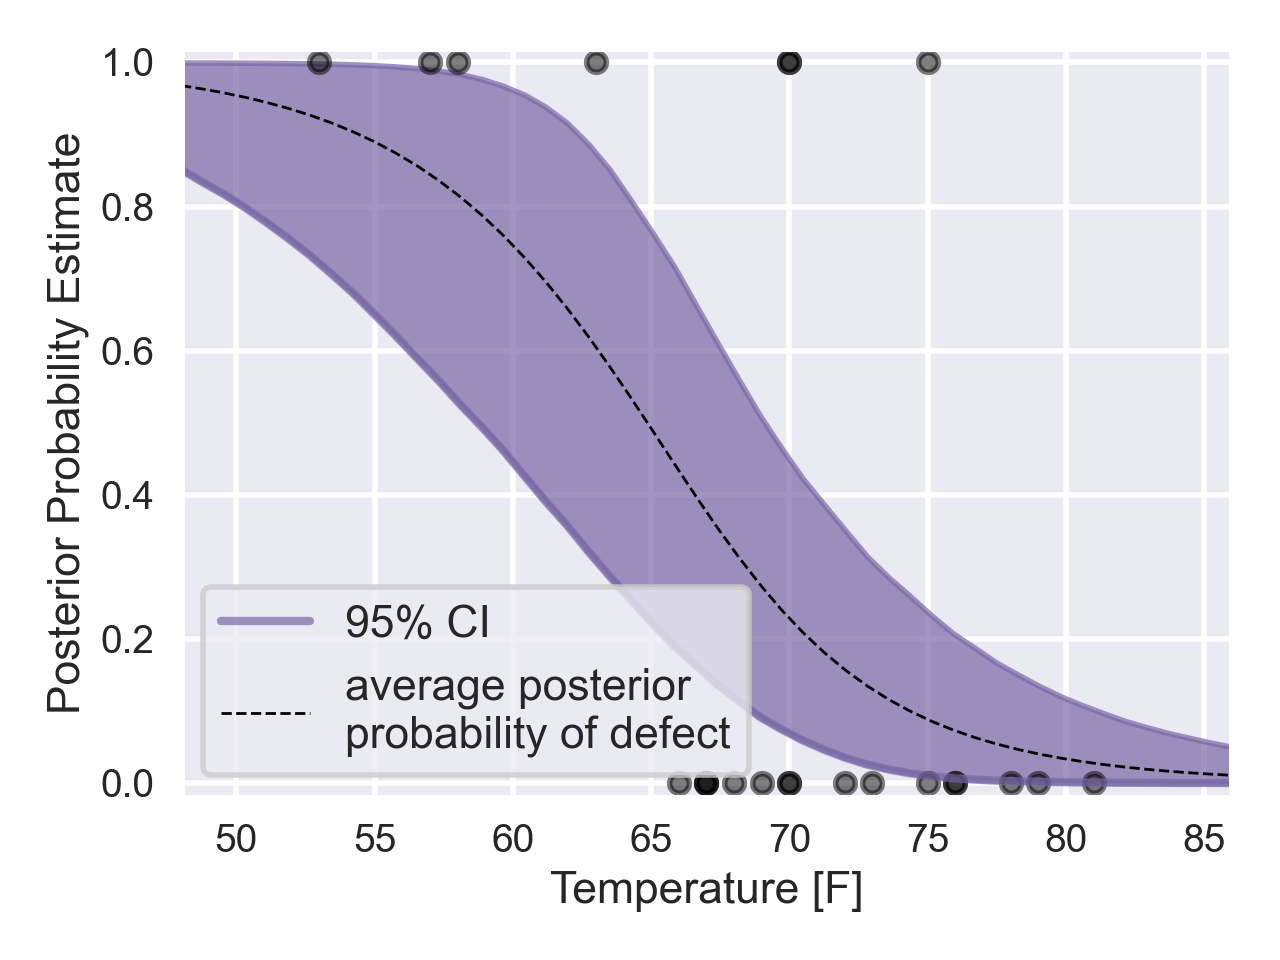 1.0
0.8
0.6
0.4
0.2
0.0
Posterior Probability Estimate
95% CI
average posterior
probability of defect
50 55 60 65 70 75 80 85
Temperature [F]